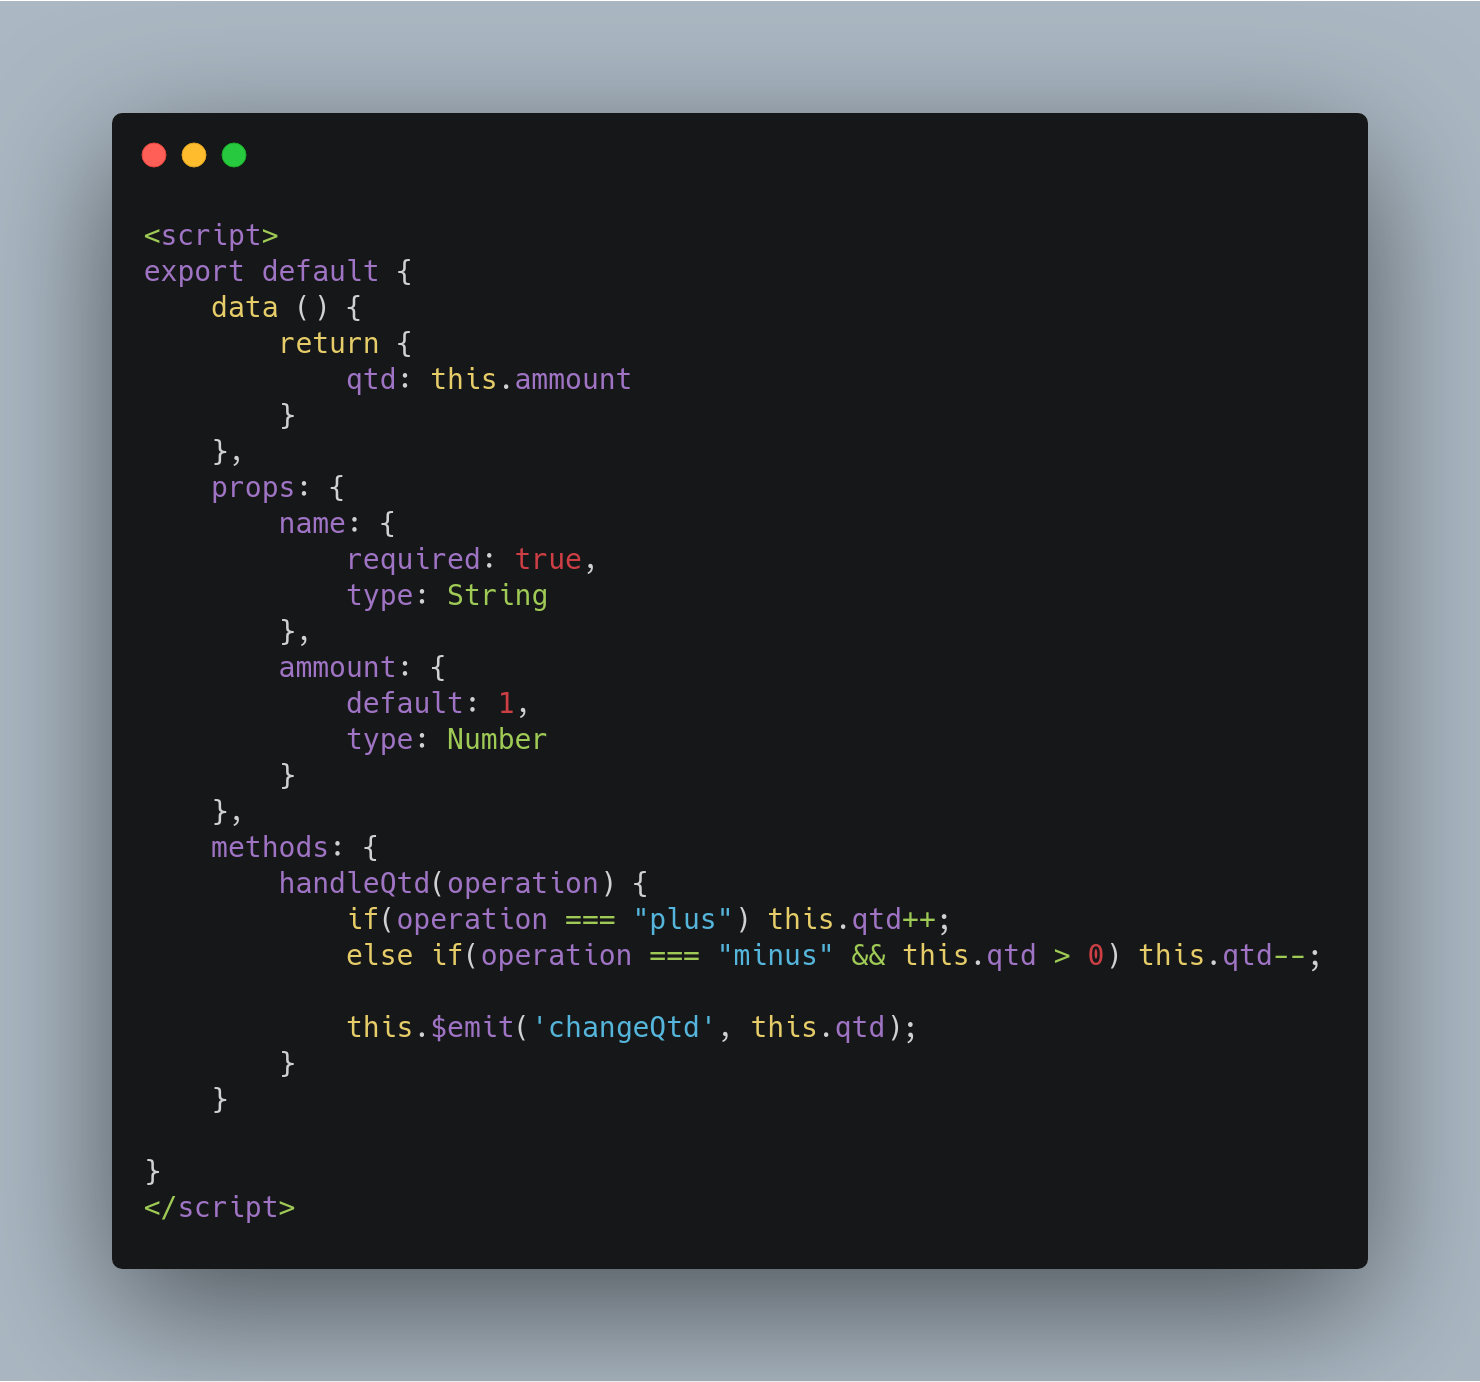 <script>
export default {
    data () {
        return {
            qtd: this.ammount
        }
    },
    props: {
        name: {
            required: true,
            type: String
        },
        ammount: {
            default: 1,
            type: Number
        }
    },
    methods: {
        handleQtd(operation) {
            if(operation === "plus") this.qtd++;
            else if(operation === "minus" && this.qtd > 0) this.qtd--;

            this.$emit('changeQtd', this.qtd);
        }
    }

}
</script>